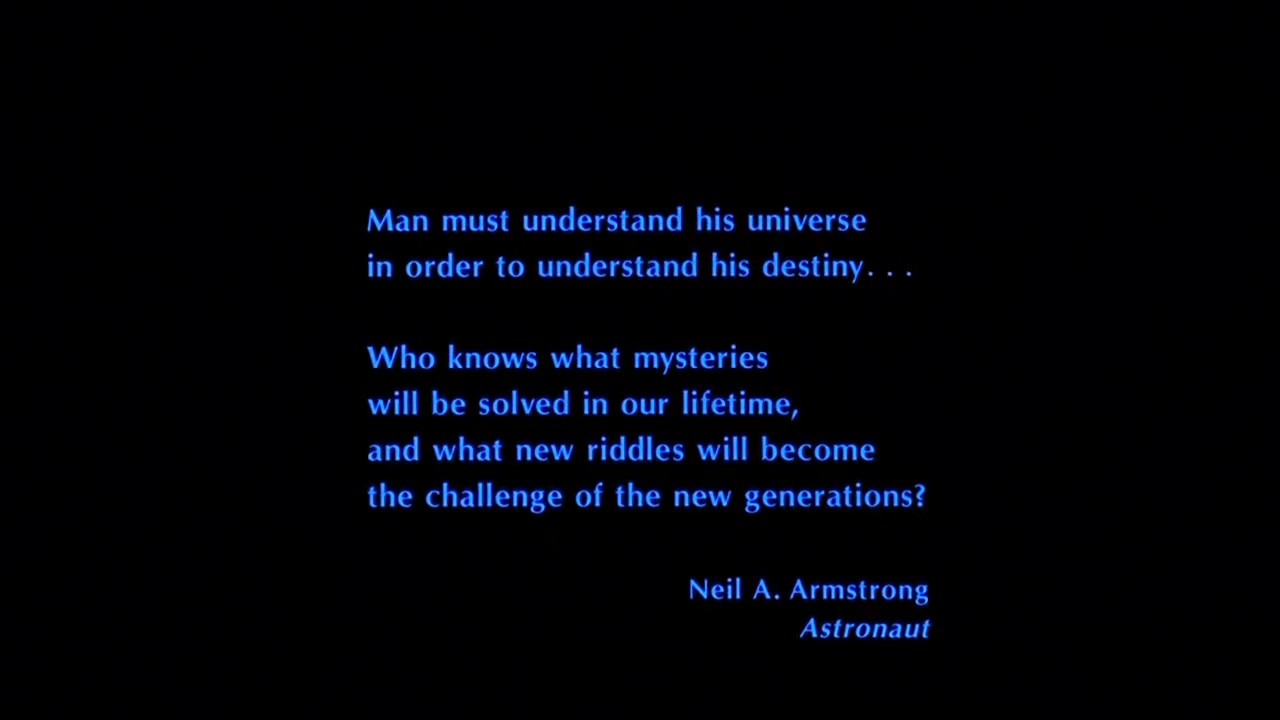 Man must understand his universe
in order to understand his destiny. . .
Who knows what mysteries
will be solved in our lifetime,
and what new riddles will become
the challenge of the new generations?
Neil A. Armstrong
Astronaut